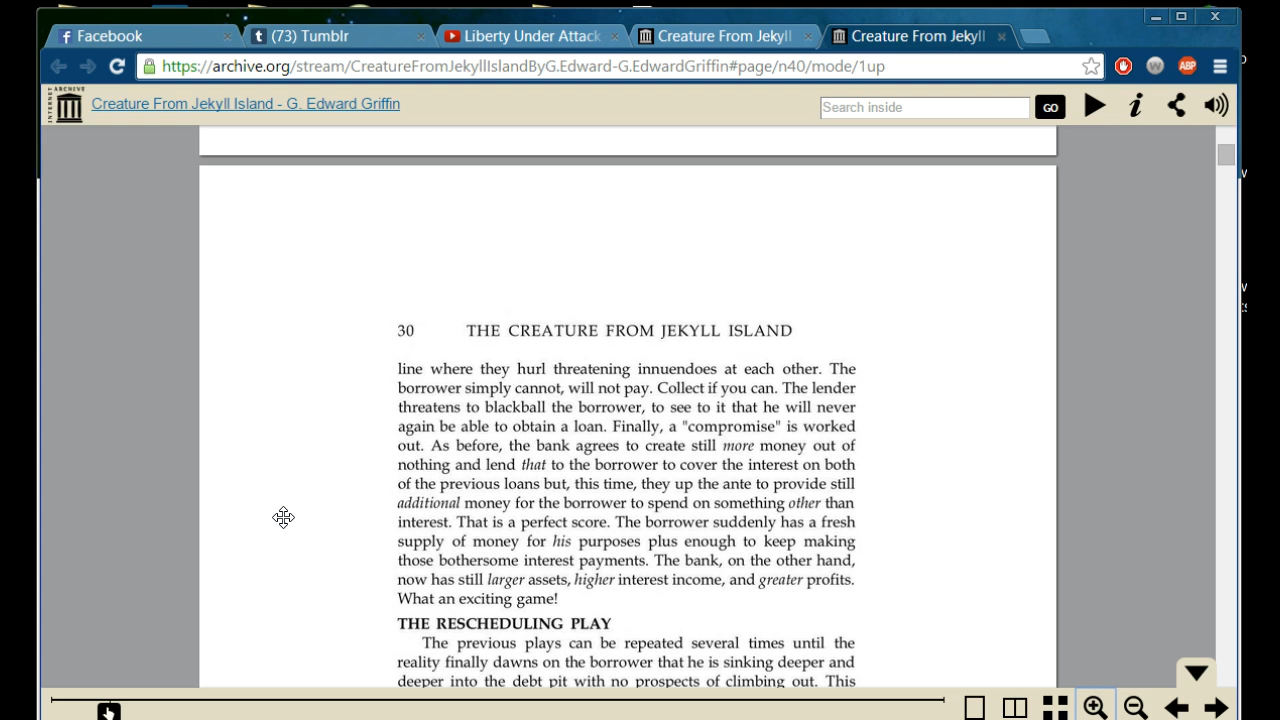 Facebook
(73) Tumblr
Liberty Under Attack
Creature From Jekyll
Creature From Jekyll
https://archive.org/stream/CreatureFromJekylllIslandByG.Edward-G.EdwardGriffin#page/n40/mode/1up
W
ABP
INTERNET ARCHIVE
Creature From Jekyll Island - G. Edward Griffin
Search inside
GO
30 THE CREATURE FROM JEKYLL ISLAND
line where they hurl threatening innuendoes at each other. The
borrower simply cannot, will not pay. Collect if you can. The lender
threatens to blackball the borrower, to see to it that he will never
again be able to obtain a loan. Finally, a "compromise" is worked
out. As before, the bank agrees to create still more money out of
nothing and lend that to the borrower to cover the interest on both
of the previous loans but, this time, they up the ante to provide still
additional money for the borrower to spend on something other than
interest. That is a perfect score. The borrower suddenly has a fresh
supply of money for his purposes plus enough to keep making
those bothersome interest payments. The bank, on the other hand,
now has still larger assets, higher interest income, and greater profits.
What an exciting game!
THE RESCHEDULING PLAY
The previous plays can be repeated several times until the
reality finally dawns on the borrower that he is sinking deeper and
deeper into the debt pit with no prospects of climbing out. This